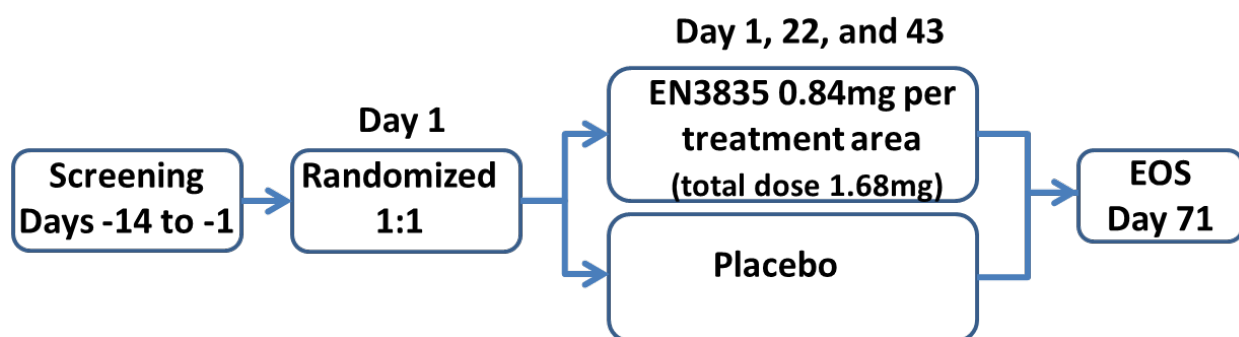 Day 1, 22, and 43
Day 1
Screening
Days -14 to -1
Randomized
1:1
EN3835 0.84mg per
treatment area
(total dose 1.68mg)
Placebo
EOS
Day 71